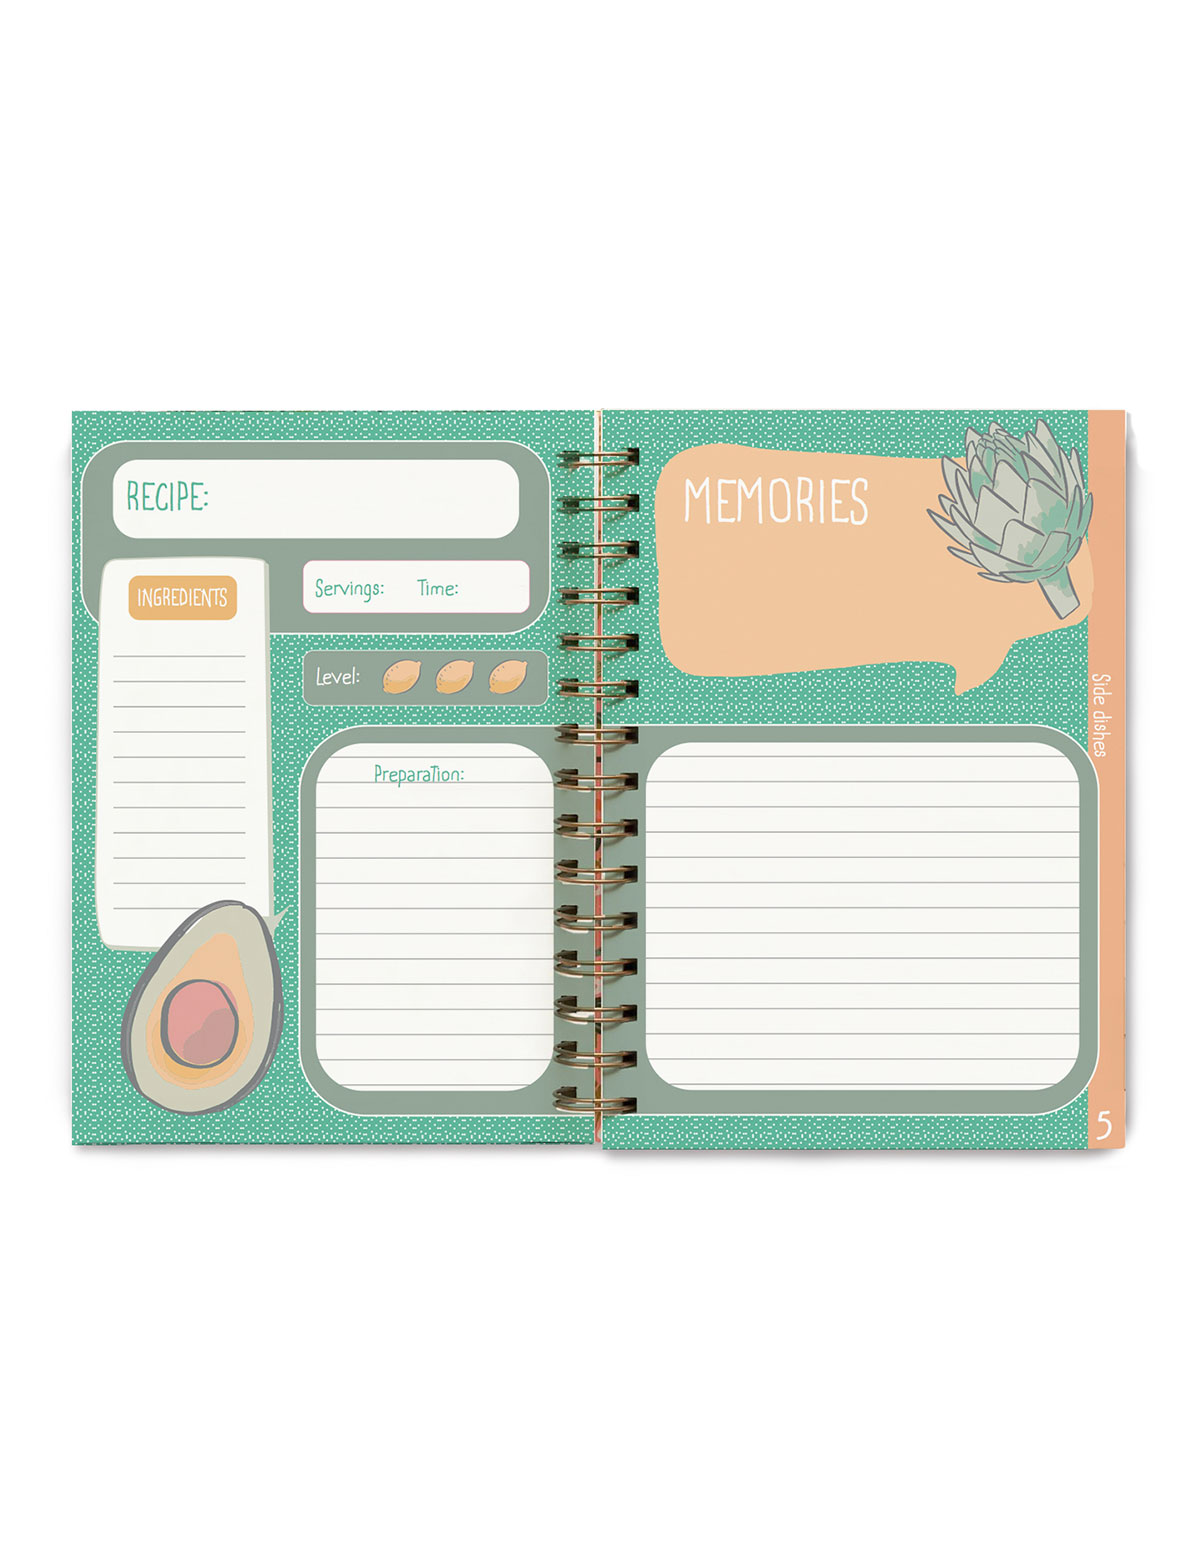 RECIPE:
INGREDIENTS
Servings: Time:
Level:
Preparation:
MEMORIES
Side dishes
5